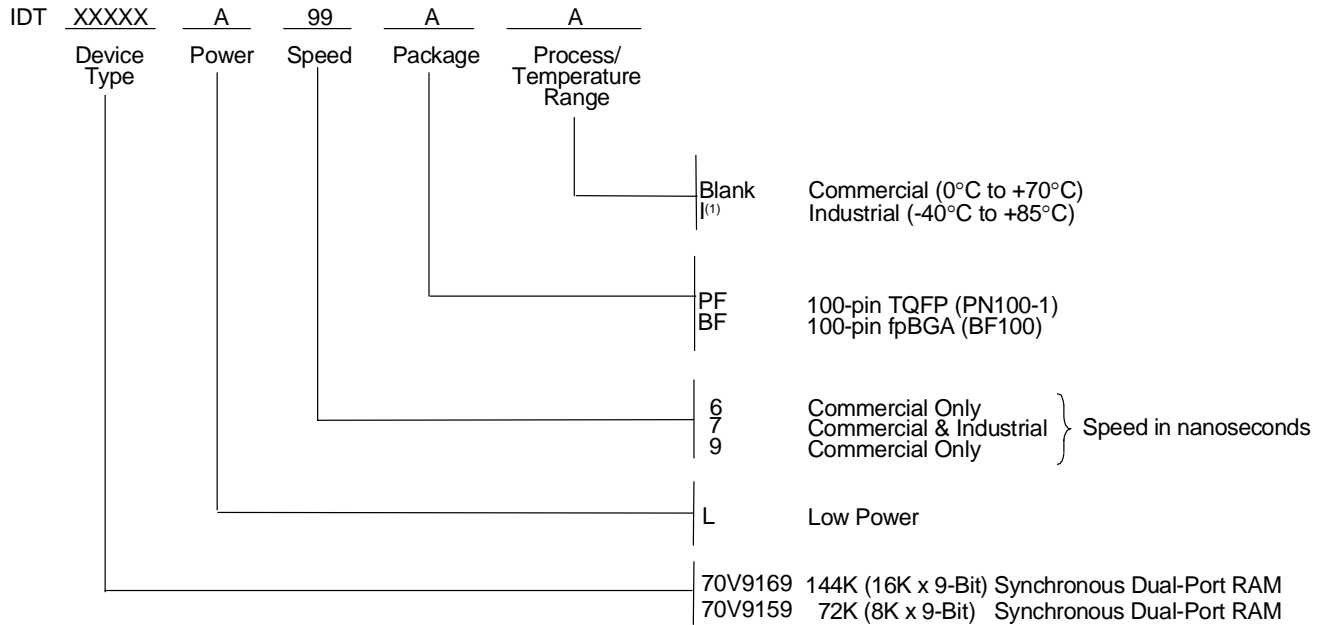 IDT XXXXX A 99 A A
Device Type Power Speed Package Process/ Temperature Range
Blank Commercial (0°C to +70°C)
I(1) Industrial (-40°C to +85°C)
PF 100-pin TQFP (PN100-1)
BF 100-pin fpBGA (BF100)
6 Commercial Only
7 Commercial & Industrial Speed in nanoseconds
9 Commercial Only
L Low Power
70V9169 144K (16K x 9-Bit) Synchronous Dual-Port RAM
70V9159 72K (8K x 9-Bit) Synchronous Dual-Port RAM